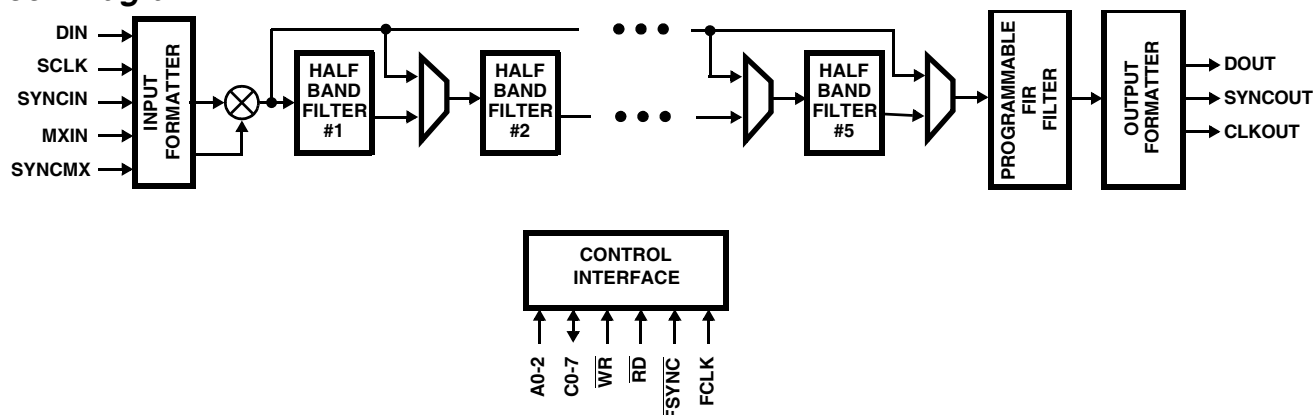 DIN
SCLK
SYNCIN
MXIN
SYNCMX
INPUT
FORMATTER
HALF
BAND
FILTER
#1
HALF
BAND
FILTER
#2
HALF
BAND
FILTER
#5
PROGRAMMABLE
FIR
FILTER
OUTPUT
FORMATTER
DOUT
SYNCOUT
CLKOUT
CONTROL
INTERFACE
A0-2
C0-7
WR
RD
FSYNC
FCLK